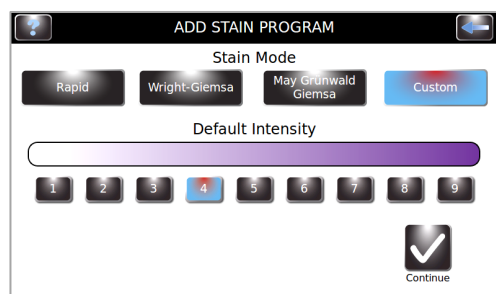 ?
ADD STAIN PROGRAM
Stain Mode
Rapid
Wright-Giemsa
May Grunwald
Giemsa
Custom
Default Intensity
1 2 3 4 5 6 7 8 9
Continue